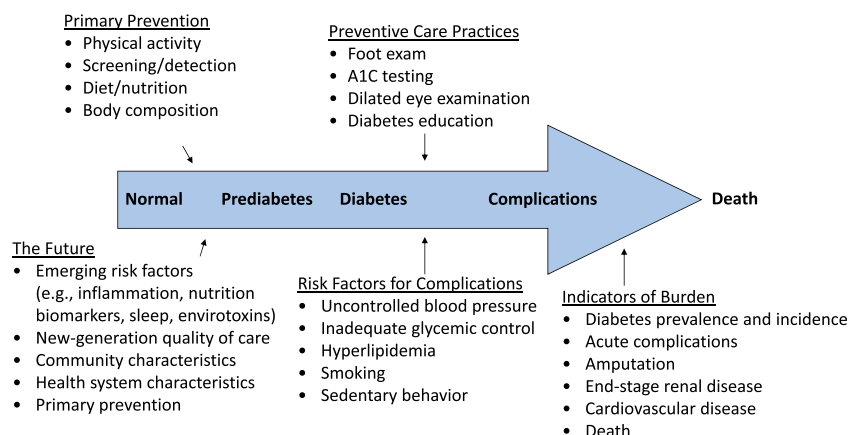 Primary Prevention
• Physical activity
• Screening/detection
• Diet/nutrition
• Body composition
Preventive Care Practices
• Foot exam
• A1C testing
• Dilated eye examination
• Diabetes education
Normal Prediabetes Diabetes Complications Death
The Future
• Emerging risk factors
(e.g., inflammation, nutrition
biomarkers, sleep, envirotoxins)
• New-generation quality of care
• Community characteristics
• Health system characteristics
• Primary prevention
Risk Factors for Complications
• Uncontrolled blood pressure
• Inadequate glycemic control
• Hyperlipidemia
• Smoking
• Sedentary behavior
Indicators of Burden
• Diabetes prevalence and incidence
• Acute complications
• Amputation
• End-stage renal disease
• Cardiovascular disease
• Death